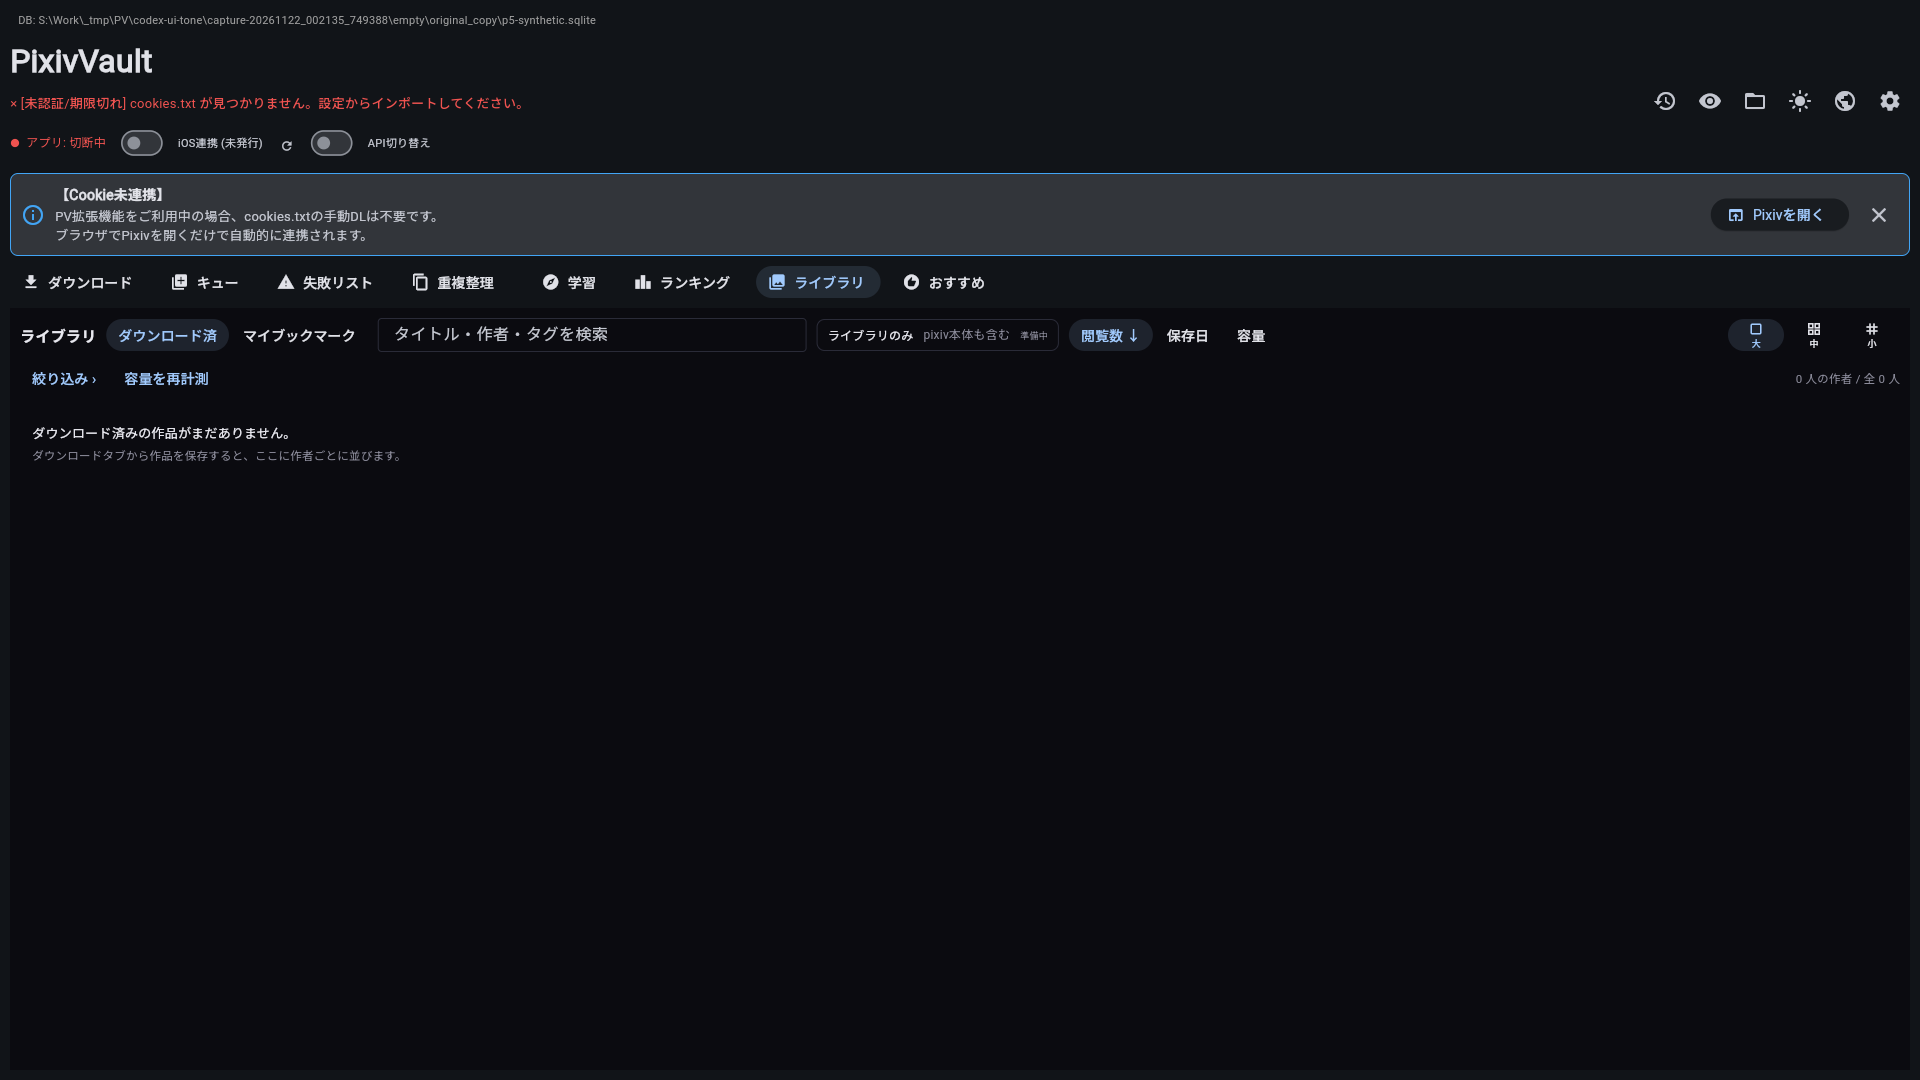 DB: S:\Work\_tmp\PV\codex-ui-tone\capture-20261122_002135_749388\empty\original_copy\p5-synthetic.sqlite
PixivVault
× [未認証/期限切れ] cookies.txt が見つかりません。設定からインポートしてください。
アプリ: 切断中 iOS連携 (未発行) API切り替え
【Cookie未連携】
PV拡張機能をご利用中の場合、cookies.txtの手動DLは不要です。
ブラウザでPixivを開くだけで自動的に連携されます。
Pixivを開く
ダウンロード キュー 失敗リスト 重複整理 学習 ランキング ライブラリ おすすめ
ライブラリ ダウンロード済 マイブックマーク タイトル・作者・タグを検索 ライブラリのみ pixiv本体も含む 準備中 閲覧数 ↓ 保存日 容量 大 中 小
絞り込み › 容量を再計測 0 人の作者 / 全 0 人
ダウンロード済みの作品がまだありません。
ダウンロードタブから作品を保存すると、ここに作者ごとに並びます。